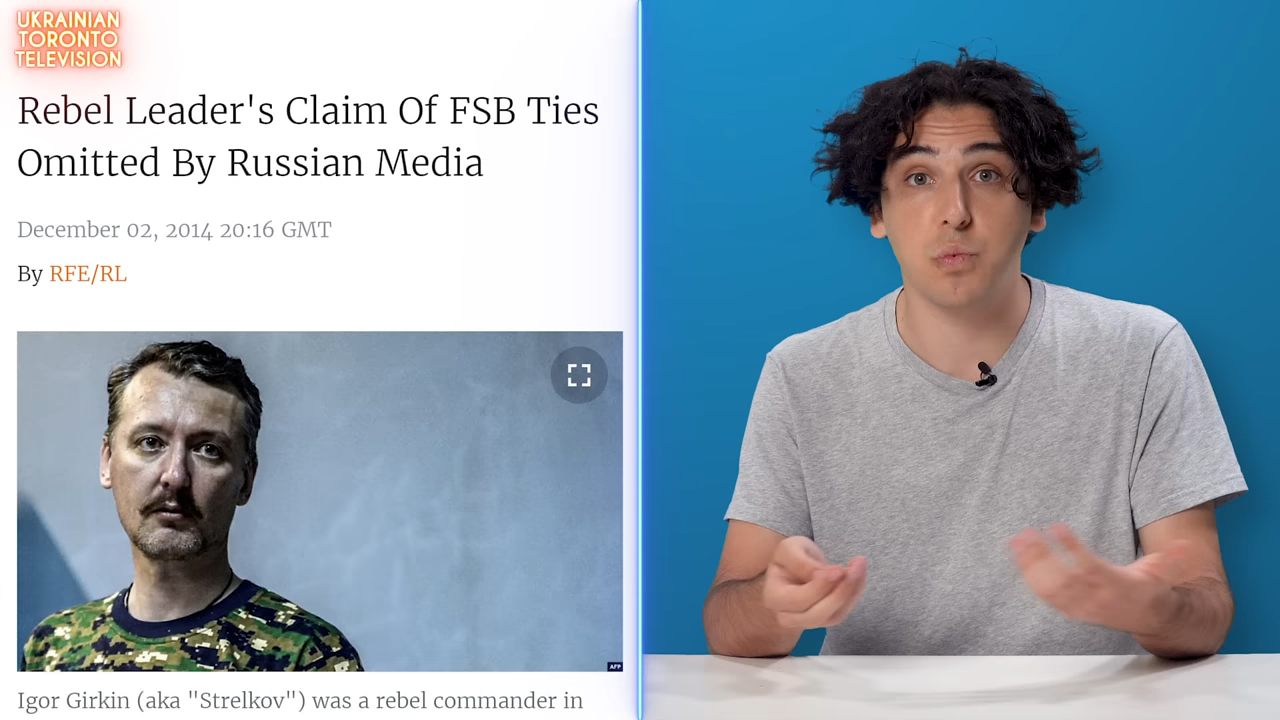 UKRAINIAN
TORONTO
TELEVISION
Rebel Leader's Claim Of FSB Ties
Omitted By Russian Media
December 02, 2014 20:16 GMT
By RFE/RL
AFP
Igor Girkin (aka "Strelkov") was a rebel commander in